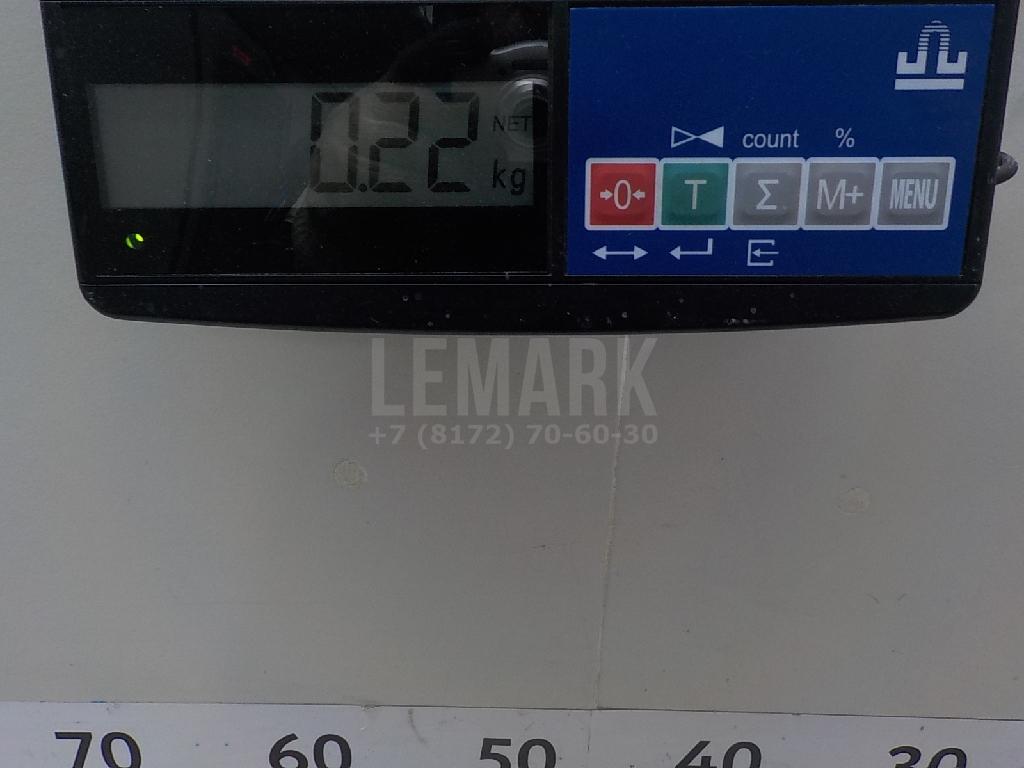 0.22 NET kg
count %
→0← T Σ M+ MENU
LEMARK
+7 (8172) 70-60-30
70 60 50 40 30